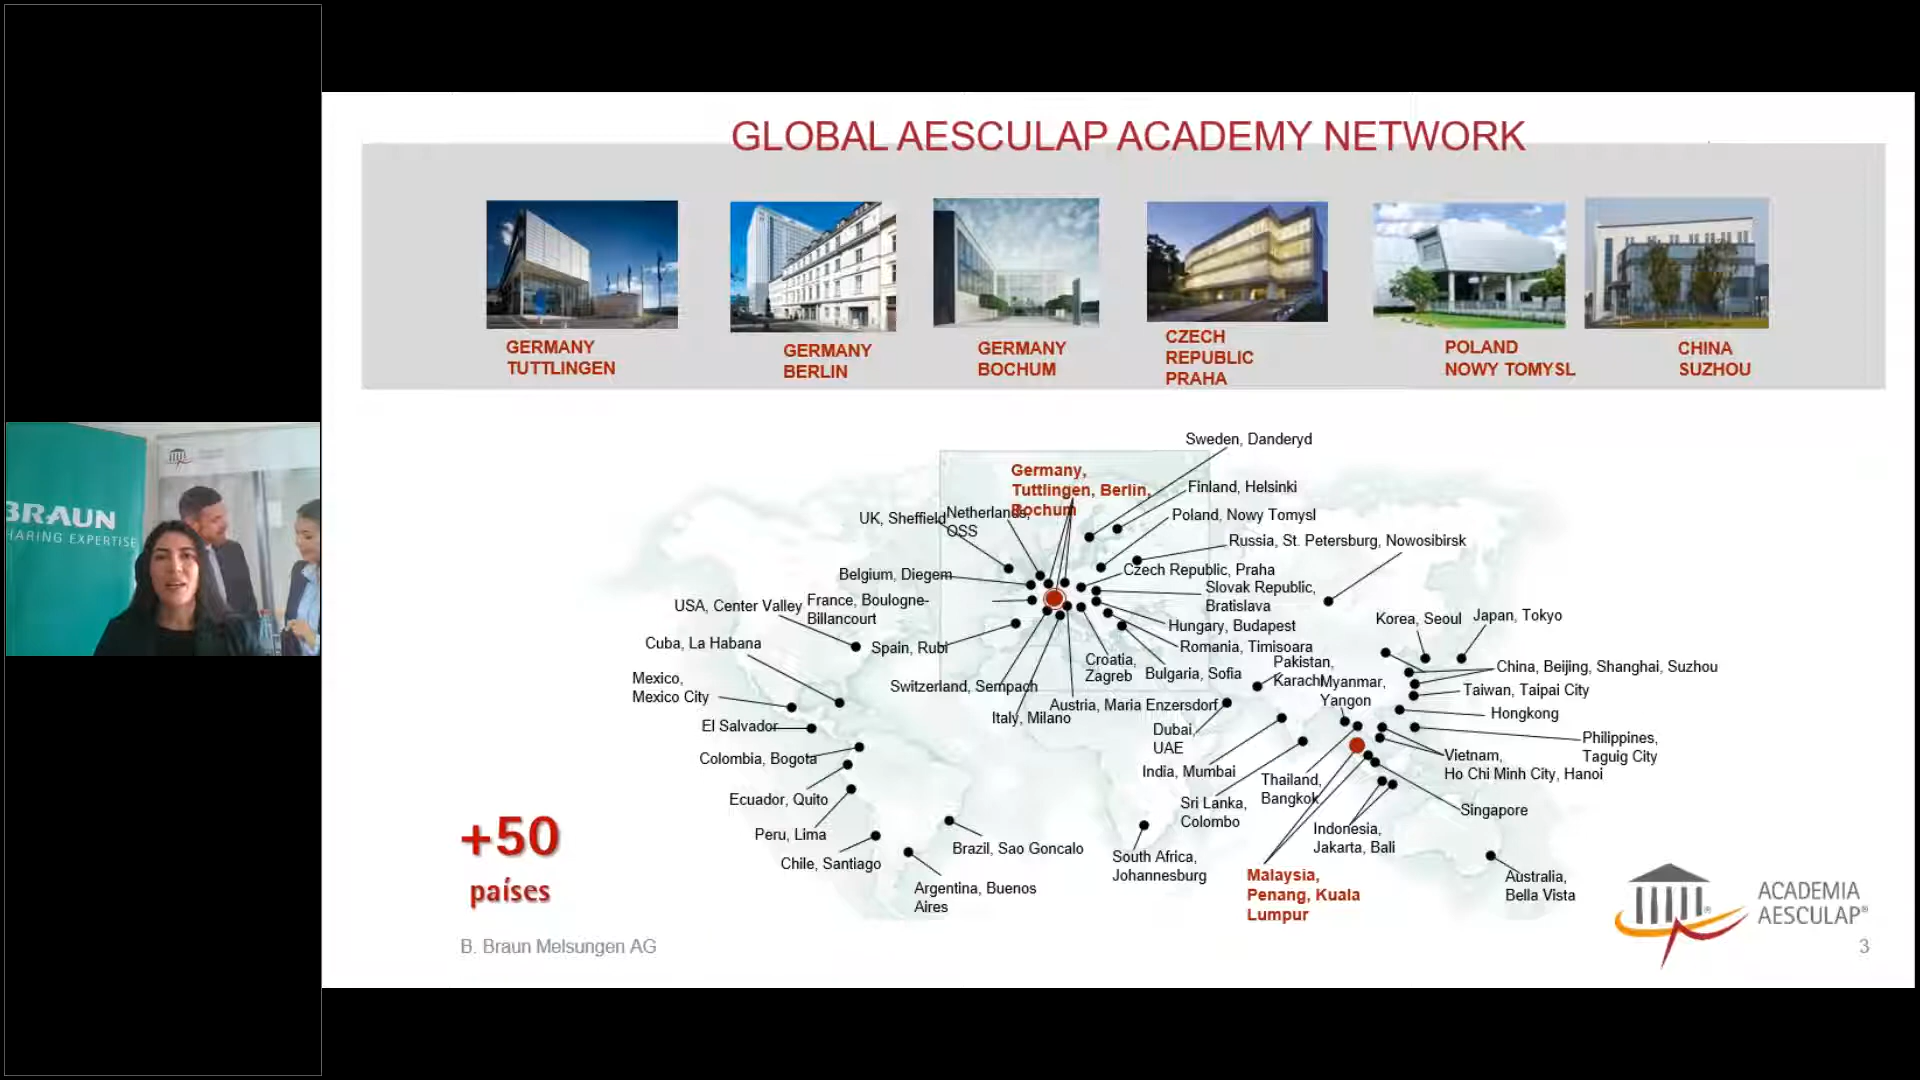 GLOBAL AESCULAP ACADEMY NETWORK
GERMANY
TUTTLINGEN
GERMANY
BERLIN
GERMANY
BOCHUM
CZECH
REPUBLIC
PRAHA
POLAND
NOWY TOMYSL
CHINA
SUZHOU
BRAUN
HARING EXPERTISE
Sweden, Danderyd
Germany,
Tuttlingen, Berlin,
Bochum
Finland, Helsinki
UK, Sheffield
Netherlands,
OSS
Poland, Nowy Tomysl
Russia, St. Petersburg, Nowosibirsk
Belgium, Diegem
Czech Republic, Praha
Slovak Republic,
Bratislava
USA, Center Valley
France, Boulogne-
Billancourt
Hungary, Budapest
Korea, Seoul
Japan, Tokyo
Cuba, La Habana
Spain, Rubi
Romania, Timisoara
Croatia,
Zagreb
Bulgaria, Sofia
Pakistan,
Karachi
Myanmar,
Yangon
China, Beijing, Shanghai, Suzhou
Mexico,
Mexico City
Switzerland, Sempach
Taiwan, Taipai City
Italy, Milano
Austria, Maria Enzersdorf
Hongkong
El Salvador
Dubai,
UAE
Philippines,
Taguig City
Colombia, Bogota
Vietnam,
Ho Chi Minh City, Hanoi
India, Mumbai
Thailand,
Bangkok
Ecuador, Quito
Sri Lanka,
Colombo
Singapore
Peru, Lima
Indonesia,
Jakarta, Bali
Chile, Santiago
Brazil, Sao Goncalo
South Africa,
Johannesburg
Argentina, Buenos
Aires
Malaysia,
Penang, Kuala
Lumpur
Australia,
Bella Vista
+50
países
ACADEMIA
AESCULAP®
B. Braun Melsungen AG
3